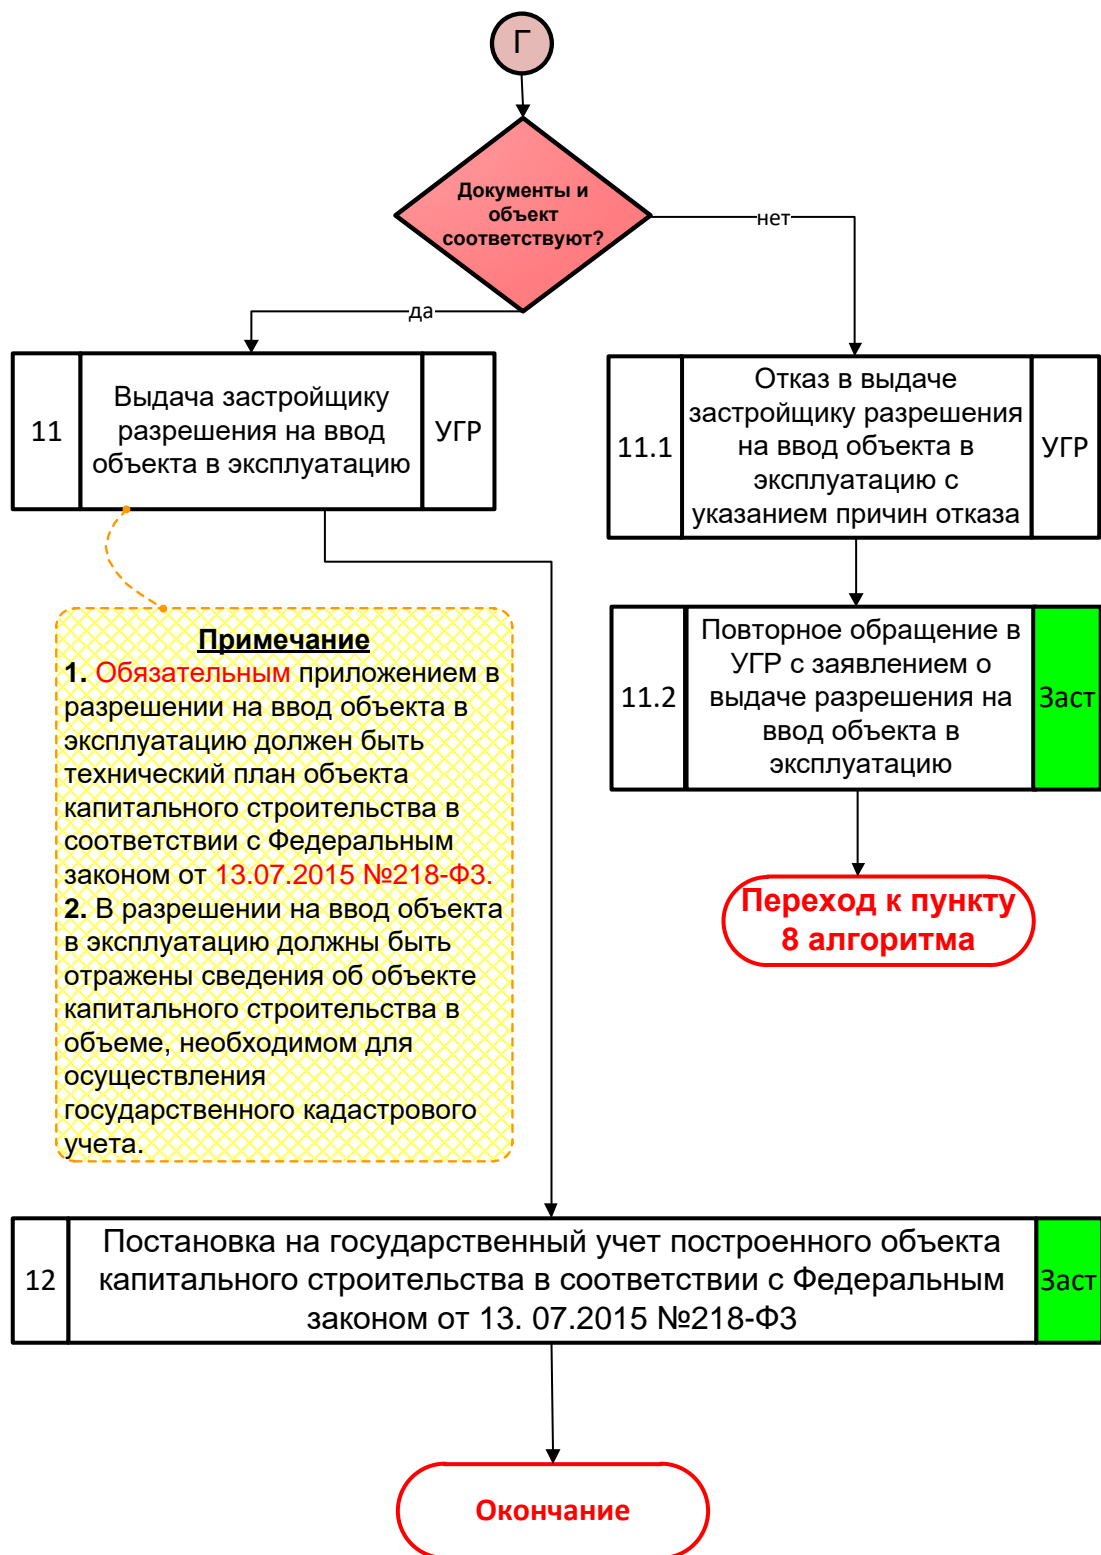 Г
Документы и
объект
соответствуют?
нет
да
11
Выдача застройщику
разрешения на ввод
объекта в эксплуатацию
УГР
11.1
Отказ в выдаче
застройщику разрешения
на ввод объекта в
эксплуатацию с
указанием причин отказа
УГР
Примечание
1. Обязательным приложением в
разрешении на ввод объекта в
эксплуатацию должен быть
технический план объекта
капитального строительства в
соответствии с Федеральным
законом от 13.07.2015 №218-ФЗ.
2. В разрешении на ввод объекта
в эксплуатацию должны быть
отражены сведения об объекте
капитального строительства в
объеме, необходимом для
осуществления
государственного кадастрового
учета.
11.2
Повторное обращение в
УГР с заявлением о
выдаче разрешения на
ввод объекта в
эксплуатацию
Заст
Переход к пункту
8 алгоритма
12
Постановка на государственный учет построенного объекта
капитального строительства в соответствии с Федеральным
законом от 13. 07.2015 №218-ФЗ
Заст
Окончание